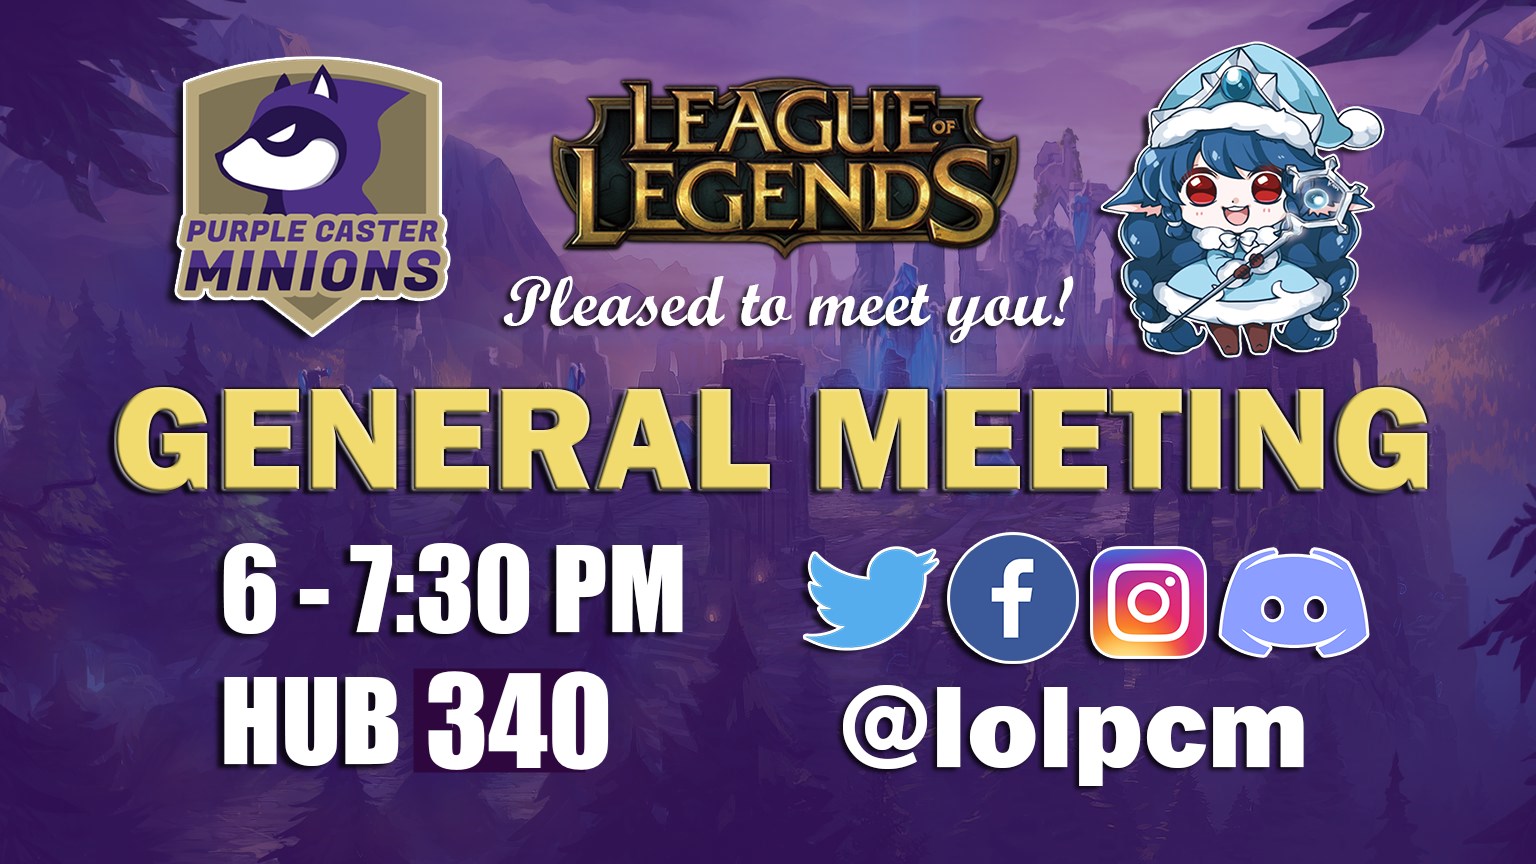 PURPLE CASTER
MINIONS
LEAGUE OF
LEGENDS
Pleased to meet you!
GENERAL MEETING
6 - 7:30 PM
HUB 340
@lolpcm